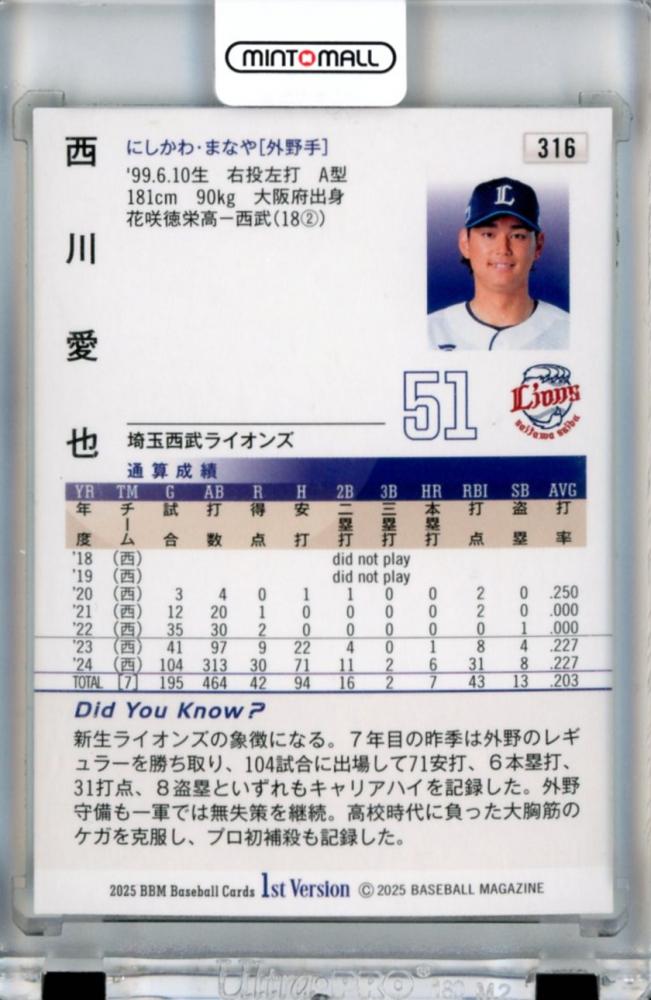 MINTOMALL
316
西川愛也
にしかわ・まなや[外野手]
'99.6.10生 右投左打 A型
181cm 90kg 大阪府出身
花咲徳栄高ー西武(18②)
L
51
Lions
saitama seibu
埼玉西武ライオンズ
通算成績
YR TM G AB R H 2B 3B HR RBI SB AVG
年度 チーム 試合 打数 得点 安打 二塁打 三塁打 本塁打 打点 盗塁 打率
'18 (西) did not play
'19 (西) did not play
'20 (西) 3 4 0 1 1 0 0 2 0 .250
'21 (西) 12 20 1 0 0 0 0 2 0 .000
'22 (西) 35 30 2 0 0 0 0 0 1 .000
'23 (西) 41 97 9 22 4 0 1 8 4 .227
'24 (西) 104 313 30 71 11 2 6 31 8 .227
TOTAL [7] 195 464 42 94 16 2 7 43 13 .203
Did You Know?
新生ライオンズの象徴になる。7年目の昨季は外野のレギ
ュラーを勝ち取り、104試合に出場して71安打、6本塁打、
31打点、8盗塁といずれもキャリアハイを記録した。外野
守備も一軍では無失策を継続。高校時代に負った大胸筋の
ケガを克服し、プロ初補殺も記録した。
2025 BBM Baseball Cards 1st Version © 2025 BASEBALL MAGAZINE
Ultra PRO